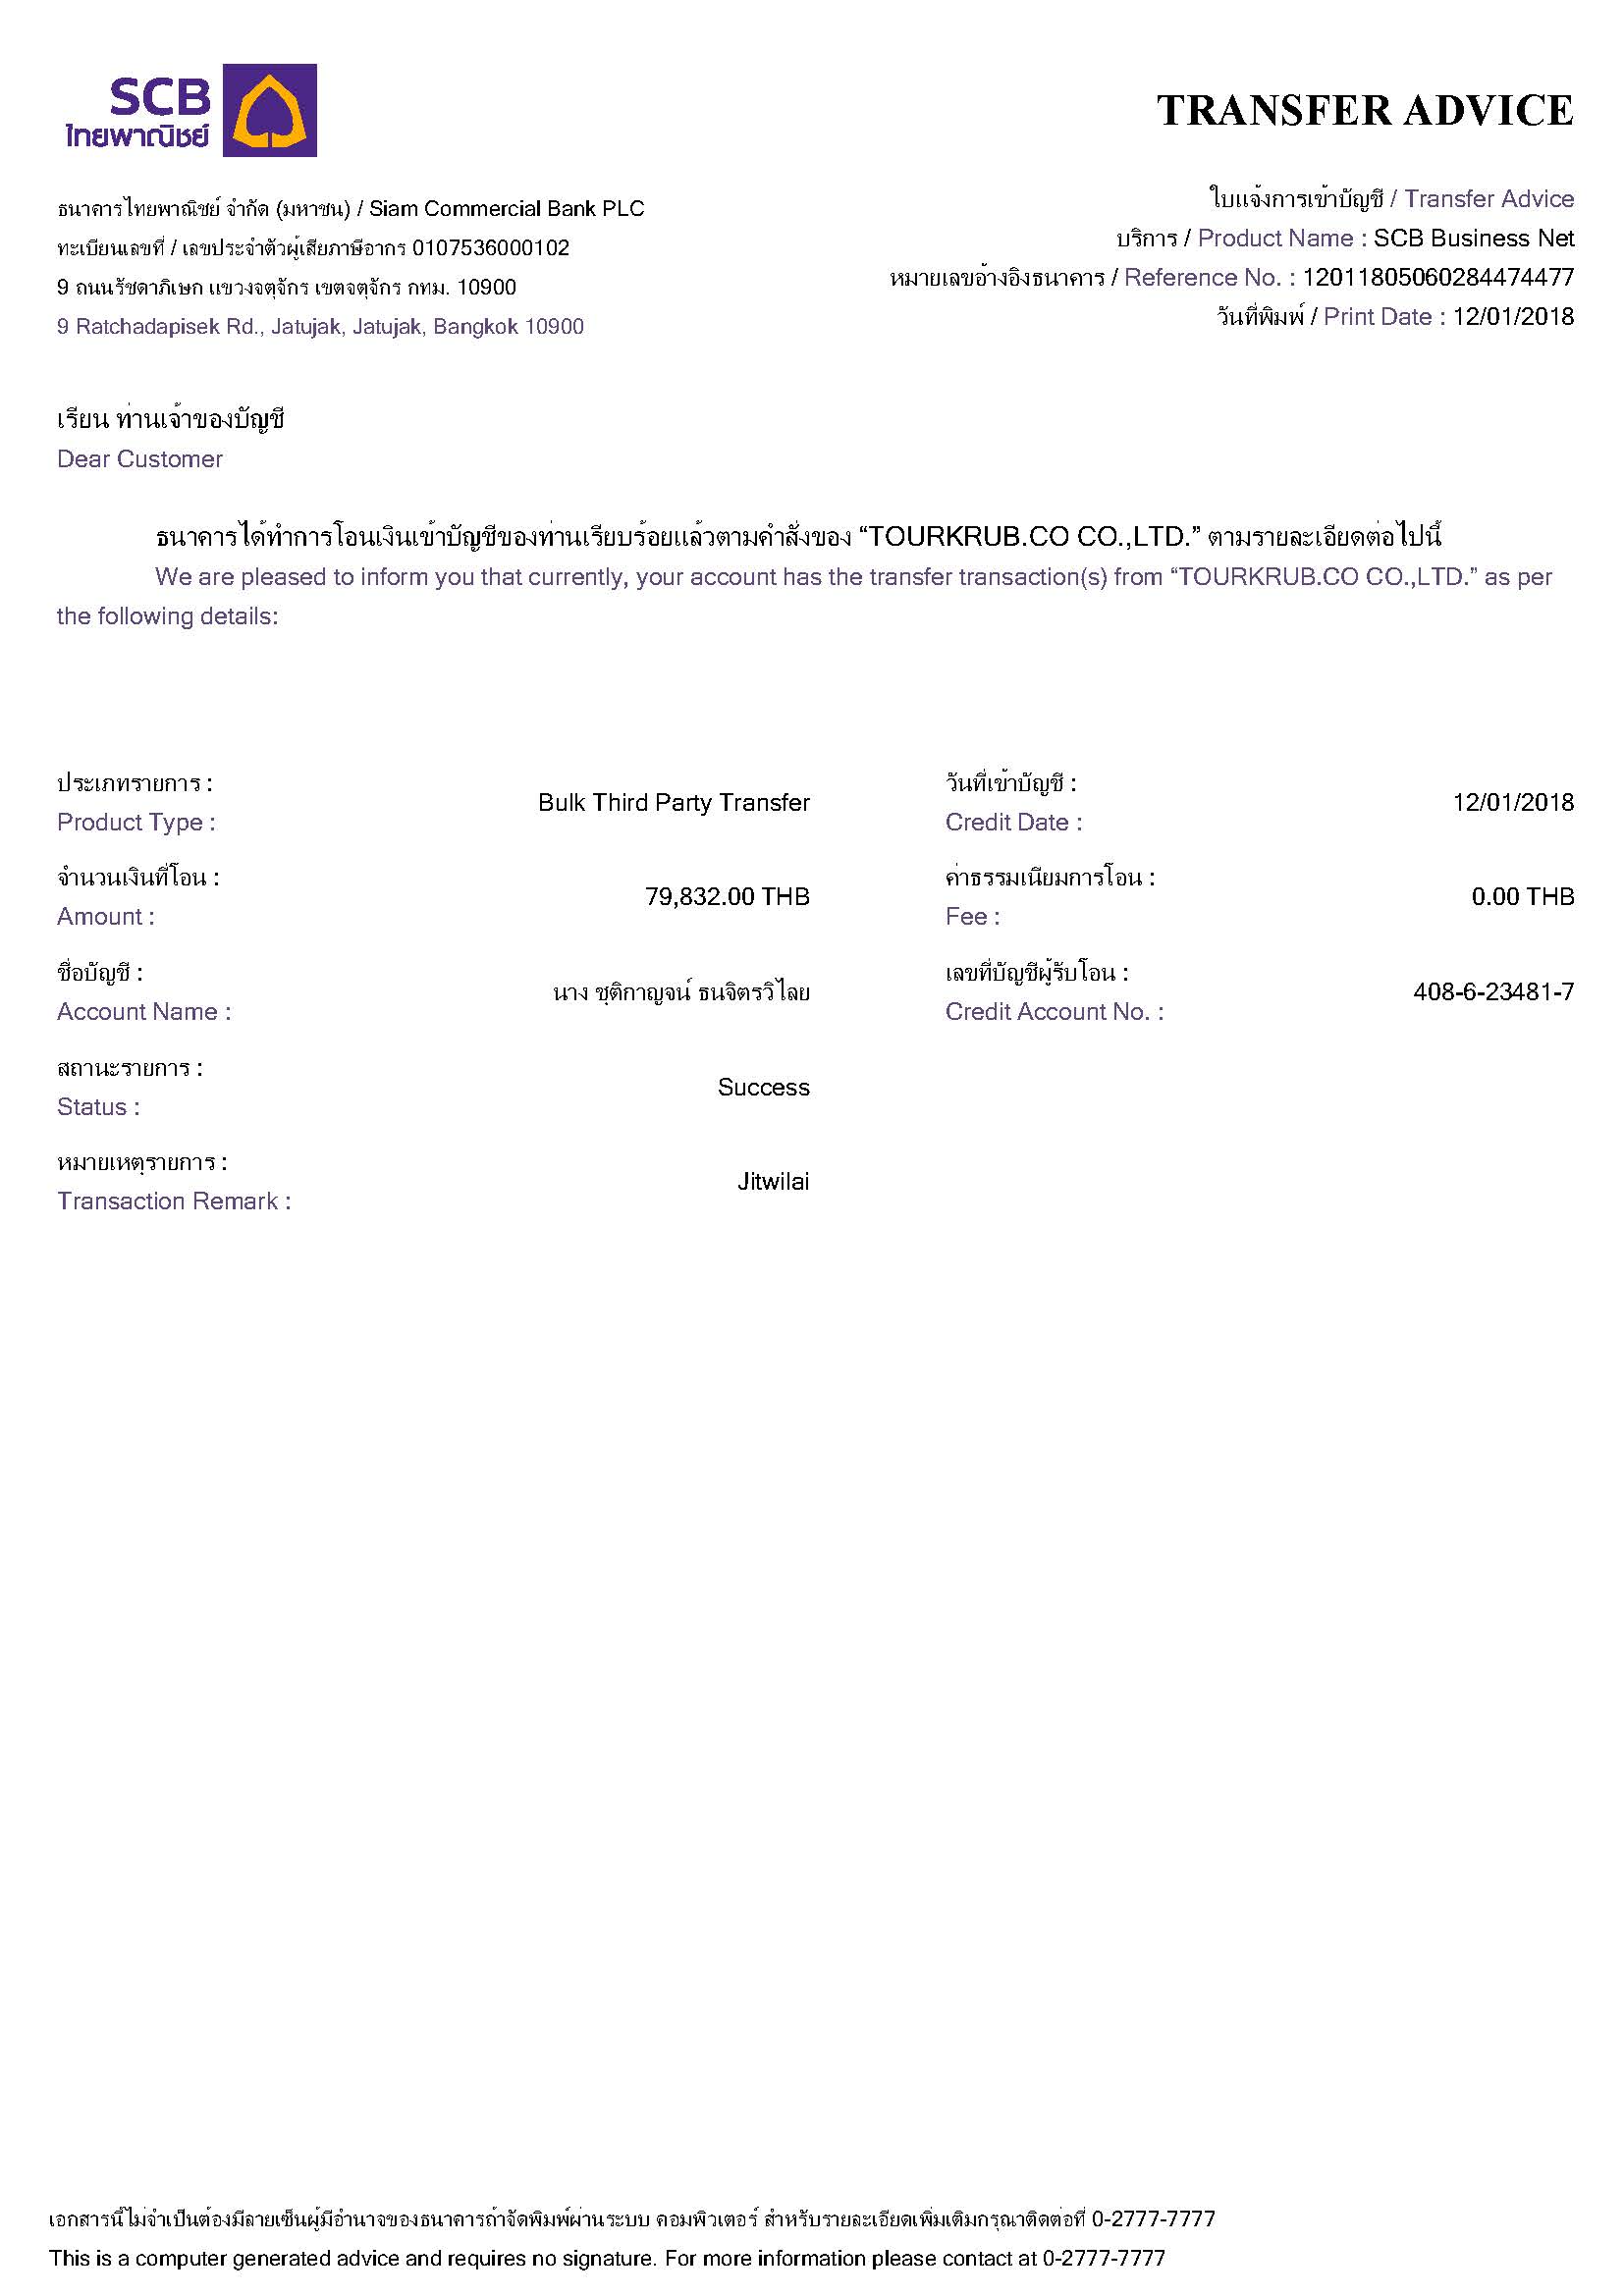 SCB
ไทยพาณิชย์
TRANSFER ADVICE
ธนาคารไทยพาณิชย์ จำกัด (มหาชน) / Siam Commercial Bank PLC
ทะเบียนเลขที่ / เลขประจำตัวผู้เสียภาษีอากร 0107536000102
9 ถนนรัชดาภิเษก แขวงจตุจักร เขตจตุจักร กทม. 10900
9 Ratchadapisek Rd., Jatujak, Jatujak, Bangkok 10900
ใบแจ้งการเข้าบัญชี / Transfer Advice
บริการ / Product Name : SCB Business Net
หมายเลขอ้างอิงธนาคาร / Reference No. : 12011805060284474477
วันที่พิมพ์ / Print Date : 12/01/2018
เรียน ท่านเจ้าของบัญชี
Dear Customer
ธนาคารได้ทำการโอนเงินเข้าบัญชีของท่านเรียบร้อยแล้วตามคำสั่งของ “TOURKRUB.CO CO.,LTD.” ตามรายละเอียดต่อไปนี้
We are pleased to inform you that currently, your account has the transfer transaction(s) from “TOURKRUB.CO CO.,LTD.” as per
the following details:
ประเภทรายการ :
Product Type :
Bulk Third Party Transfer
วันที่เข้าบัญชี :
Credit Date :
12/01/2018
จำนวนเงินที่โอน :
Amount :
79,832.00 THB
ค่าธรรมเนียมการโอน :
Fee :
0.00 THB
ชื่อบัญชี :
Account Name :
นาง ชุติกาญจน์ ธนจิตรวิไลย
เลขที่บัญชีผู้รับโอน :
Credit Account No. :
408-6-23481-7
สถานะรายการ :
Status :
Success
หมายเหตุรายการ :
Transaction Remark :
Jitwilai
เอกสารนี้ไม่จำเป็นต้องมีลายเซ็นผู้มีอำนาจของธนาคารถ้าจัดพิมพ์ผ่านระบบ คอมพิวเตอร์ สำหรับรายละเอียดเพิ่มเติมกรุณาติดต่อที่ 0-2777-7777
This is a computer generated advice and requires no signature. For more information please contact at 0-2777-7777